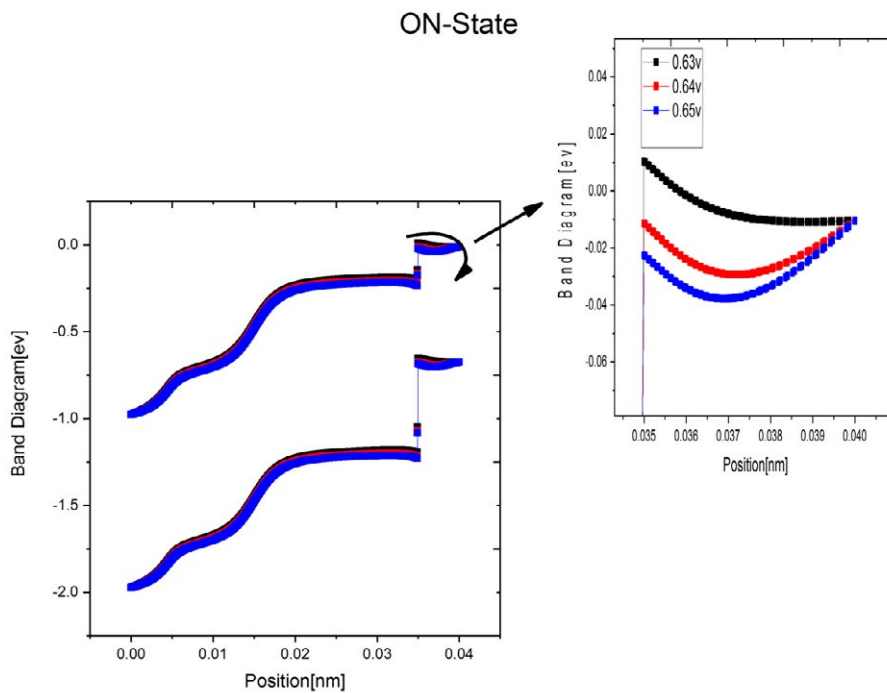 ON-State
0.63v
0.64v
0.65v
0.04
0.02
0.00
-0.02
-0.04
-0.06
Band Diagram[ev]
0.035 0.036 0.037 0.038 0.039 0.040
Position[nm]
0.0
-0.5
-1.0
-1.5
-2.0
Band Diagram[ev]
0.00 0.01 0.02 0.03 0.04
Position[nm]